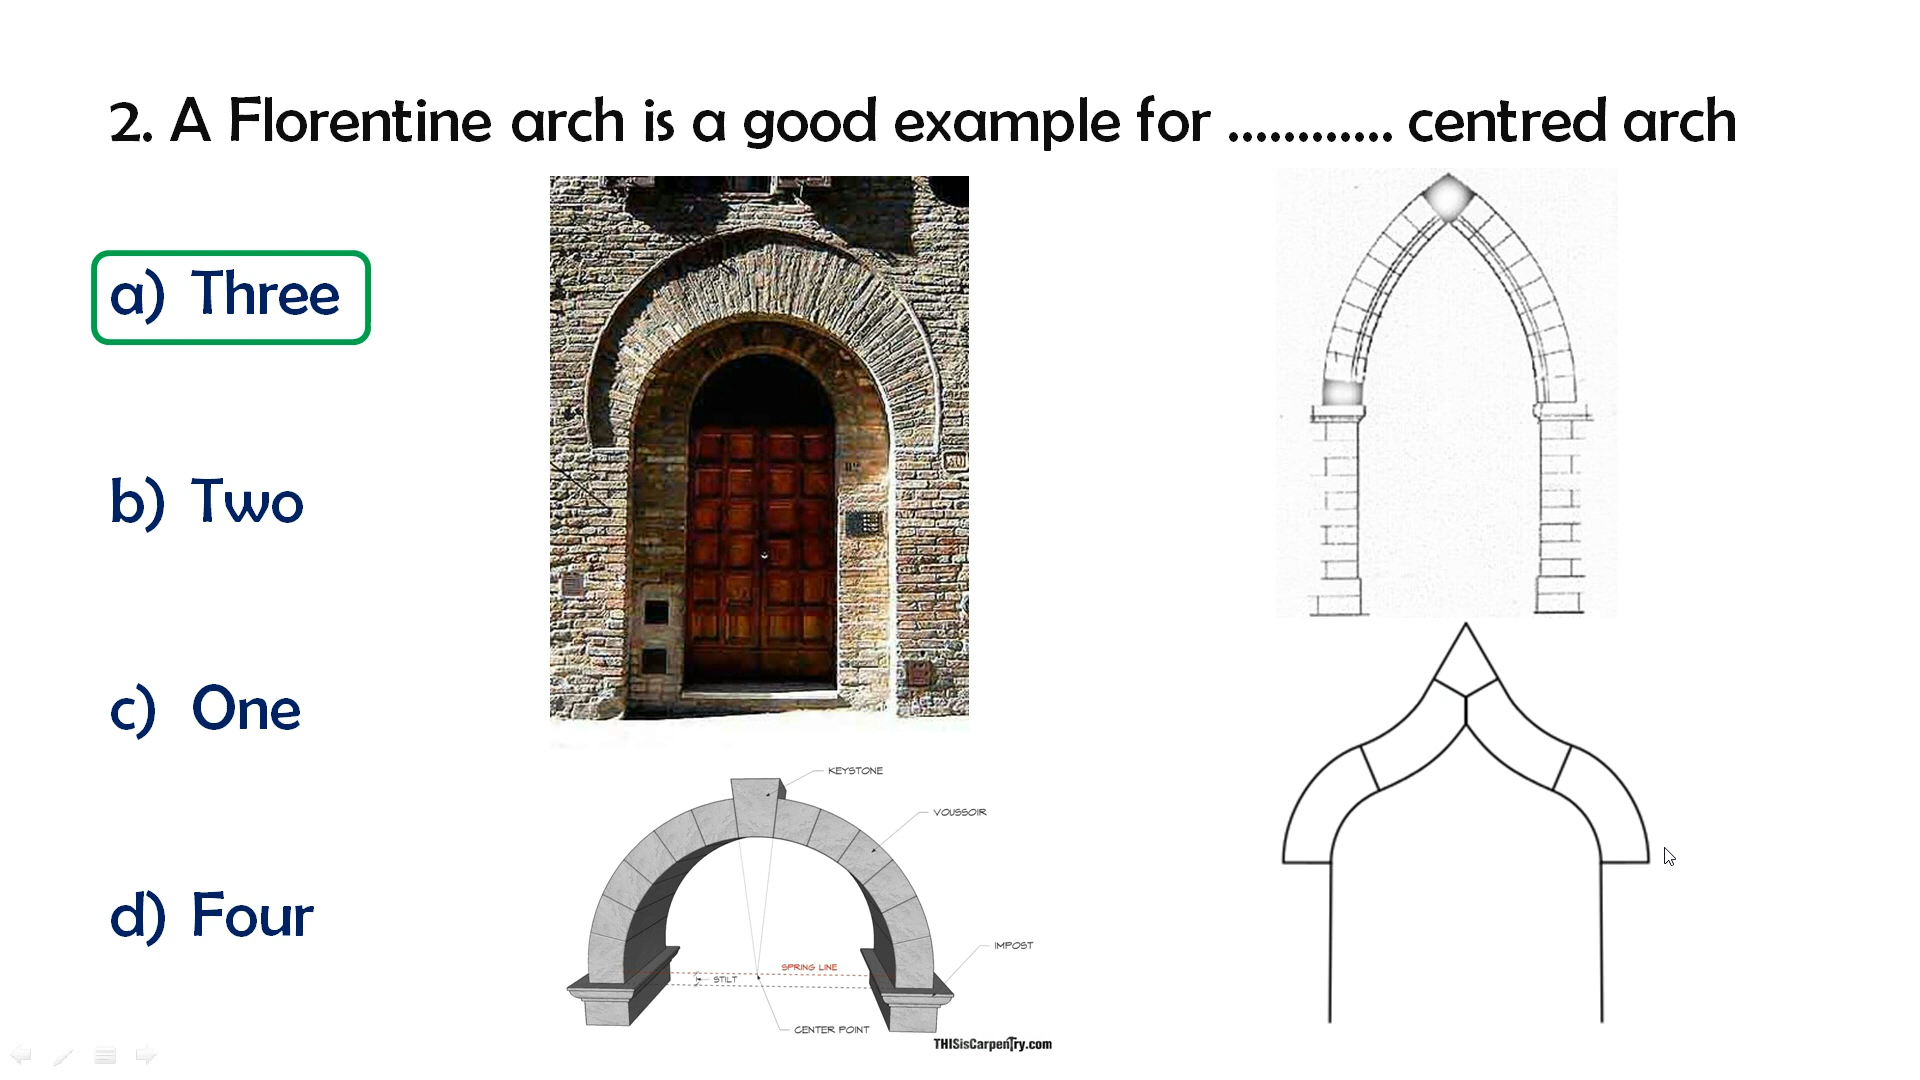 2. A Florentine arch is a good example for ............ centred arch
a) Three
b) Two
c) One
d) Four
KEYSTONE
VOUSSOIR
IMPOST
SPRING LINE
STILT
CENTER POINT
THISisCarpenTry.com